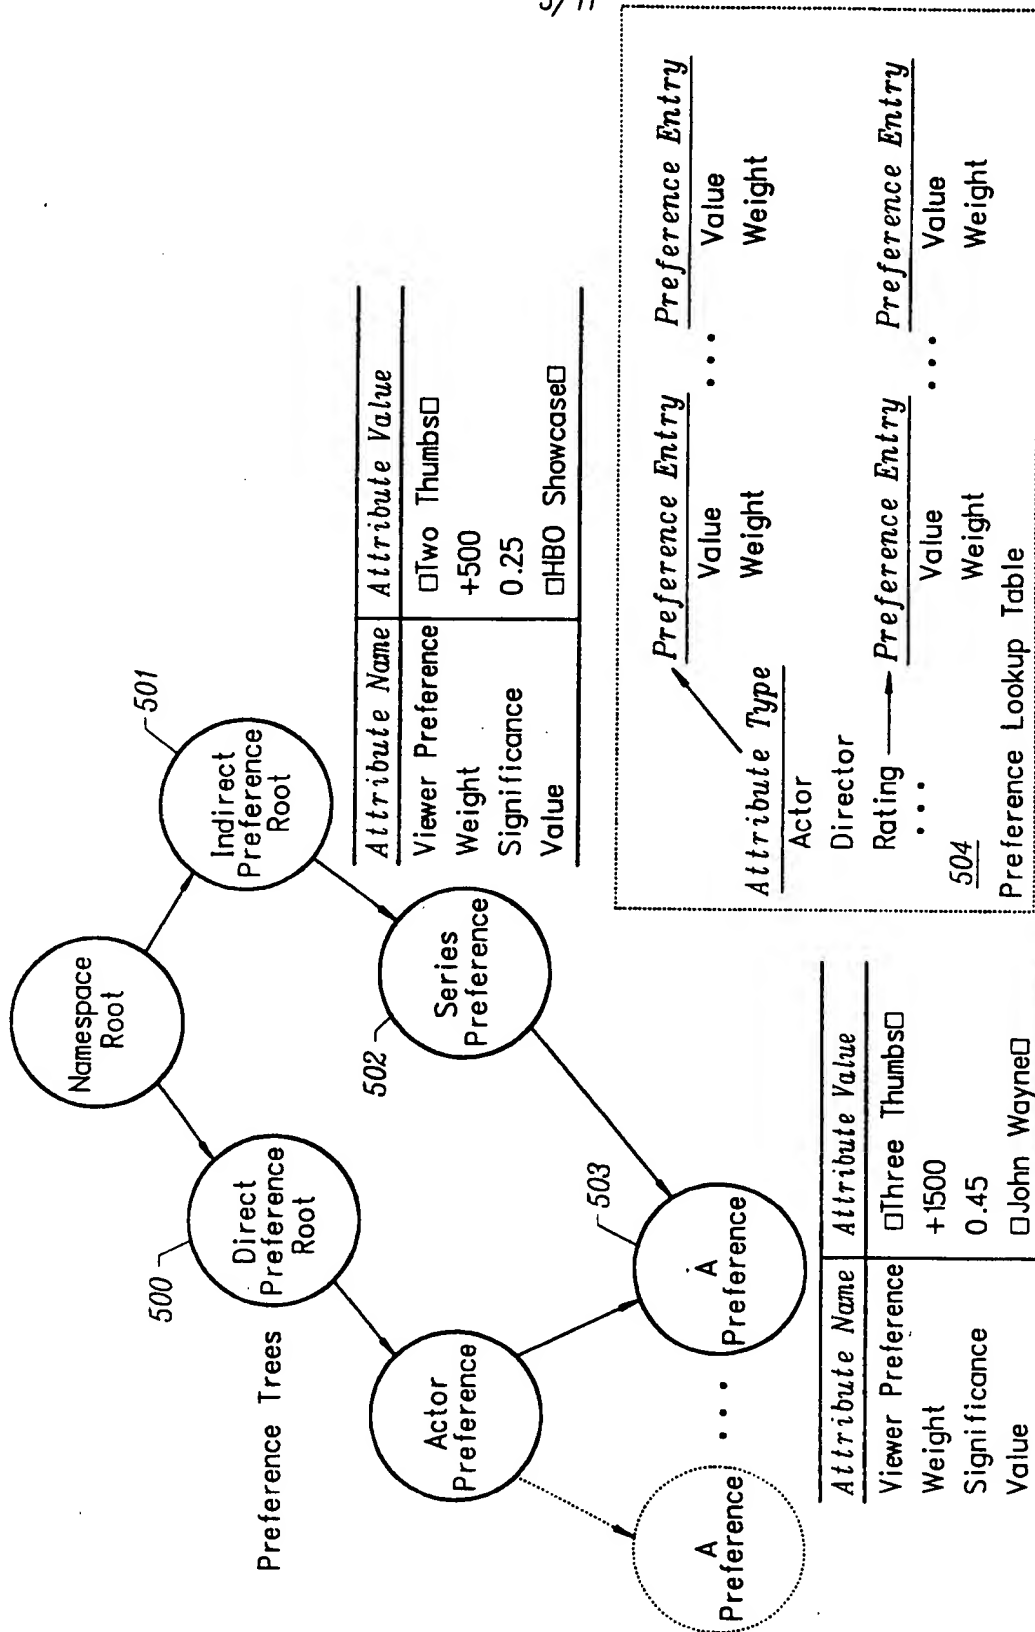 5/11
Preference Trees
Namespace
Root
500
Direct
Preference
Root
Indirect
Preference
Root
501
Actor
Preference
502
Series
Preference
A
Preference
• • • •
A
Preference
503
Attribute Name Attribute Value
Viewer Preference □Two Thumbs□
Weight +500
Significance 0.25
Value □HBO Showcase□
Attribute Name Attribute Value
Viewer Preference □Three Thumbs□
Weight +1500
Significance 0.45
Value □John Wayne□
Attribute Type
Actor
Director
Rating
• • •
Preference Entry • • • Preference Entry
Value Value
Weight Weight
Preference Entry • • • Preference Entry
Value Value
Weight Weight
504
Preference Lookup Table